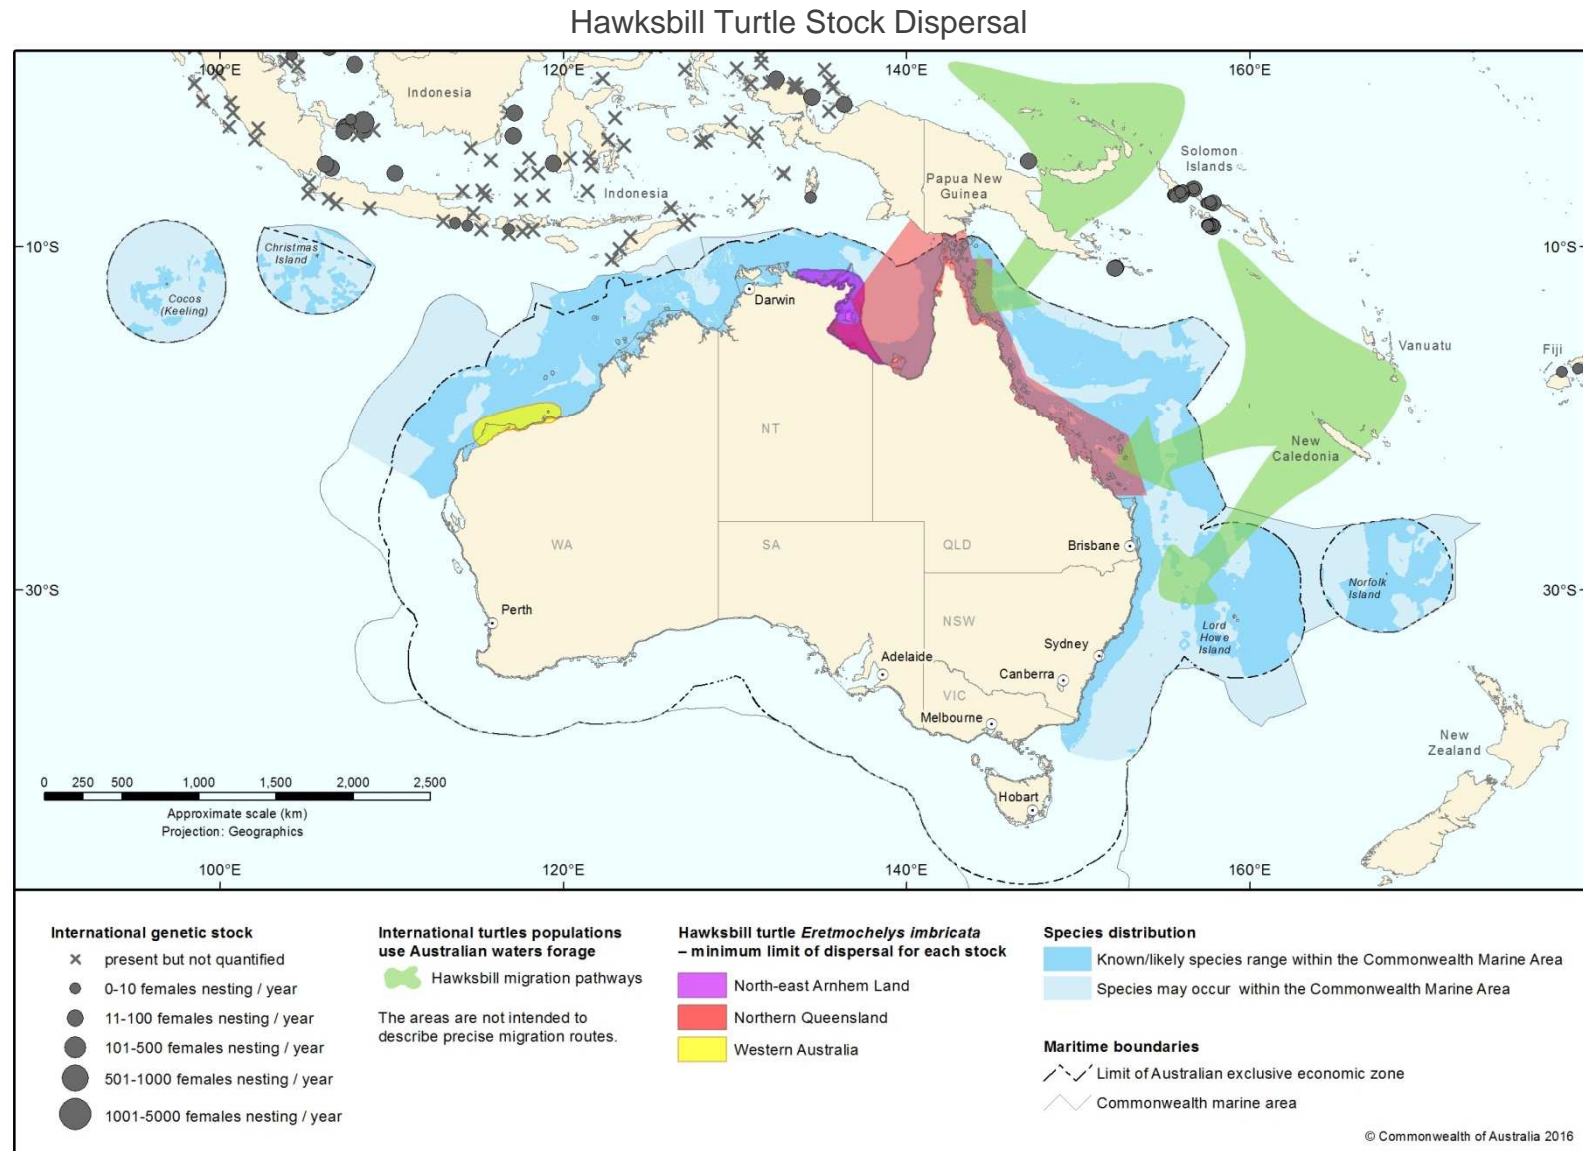 Hawksbill Turtle Stock Dispersal
100°E
120°E
140°E
160°E
Indonesia
Solomon
Islands
Papua New
Guinea
Indonesia
10°S
10°S
Christmas
Island
Cocos
(Keeling)
Darwin
Vanuatu
Fiji
NT
New
Caledonia
WA
SA
QLD
Brisbane
Norfolk
Island
30°S
30°S
Perth
NSW
Lord
Howe
Island
Sydney
Adelaide
Canberra
VIC
Melbourne
New
Zealand
0 250 500 1,000 1,500 2,000 2,500
Hobart
Approximate scale (km)
Projection: Geographics
100°E
120°E
140°E
160°E
International genetic stock
present but not quantified
0-10 females nesting / year
11-100 females nesting / year
101-500 females nesting / year
501-1000 females nesting / year
1001-5000 females nesting / year
International turtles populations
use Australian waters forage
Hawksbill migration pathways
The areas are not intended to
describe precise migration routes.
Hawksbill turtle Eretmochelys imbricata
– minimum limit of dispersal for each stock
North-east Arnhem Land
Northern Queensland
Western Australia
Species distribution
Known/likely species range within the Commonwealth Marine Area
Species may occur within the Commonwealth Marine Area
Maritime boundaries
Limit of Australian exclusive economic zone
Commonwealth marine area
© Commonwealth of Australia 2016